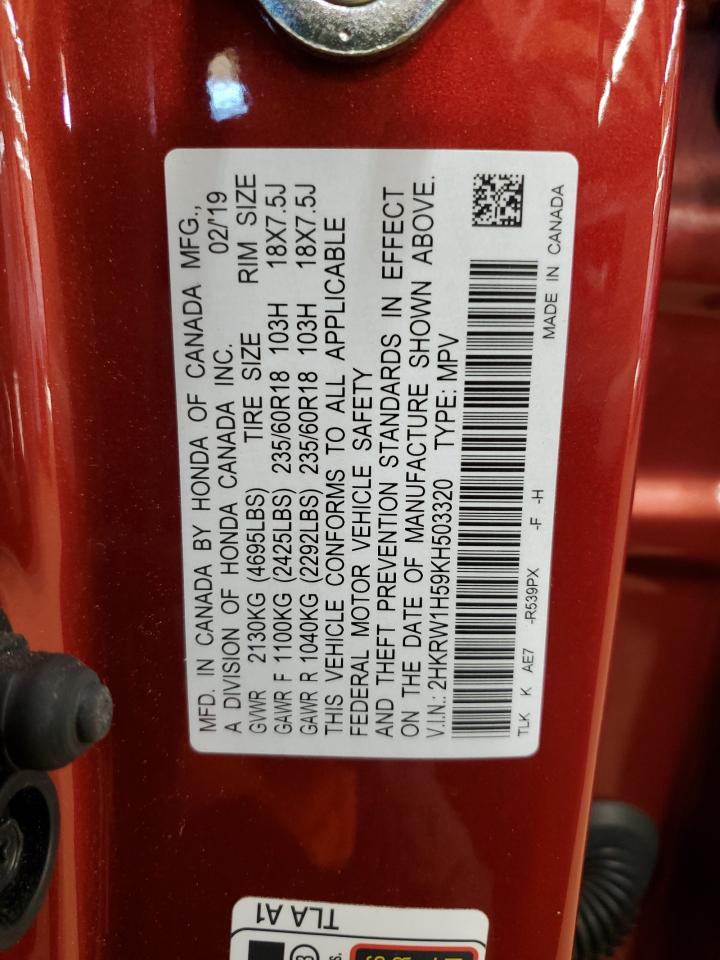 MFD. IN CANADA BY HONDA OF CANADA MFG.,
A DIVISION OF HONDA CANADA INC. 02/19
GVWR 2130KG (4695LBS) TIRE SIZE RIM SIZE
GAWR F 1100KG (2425LBS) 235/60R18 103H 18X7.5J
GAWR R 1040KG (2292LBS) 235/60R18 103H 18X7.5J
THIS VEHICLE CONFORMS TO ALL APPLICABLE
FEDERAL MOTOR VEHICLE SAFETY
AND THEFT PREVENTION STANDARDS IN EFFECT
ON THE DATE OF MANUFACTURE SHOWN ABOVE.
V.I.N.: 2HKRW1H59KH503320 TYPE: MPV
TLK K AE7 -R539PX -F -H MADE IN CANADA
TLA A1